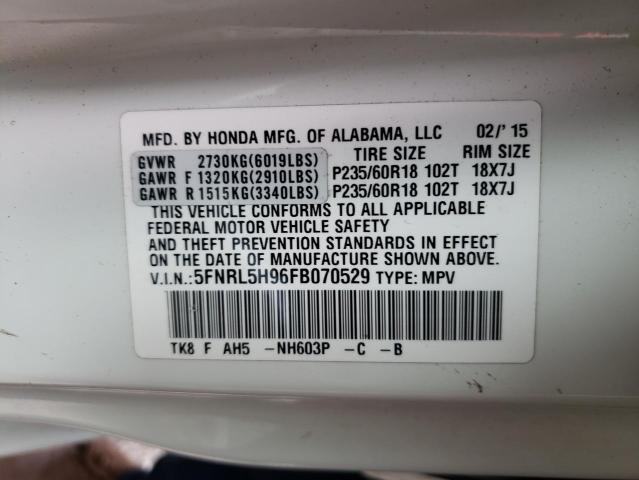 MFD. BY HONDA MFG. OF ALABAMA, LLC 02/'15
GVWR 2730KG(6019LBS) TIRE SIZE RIM SIZE
GAWR F 1320KG(2910LBS) P235/60R18 102T 18X7J
GAWR R 1515KG(3340LBS) P235/60R18 102T 18X7J
THIS VEHICLE CONFORMS TO ALL APPLICABLE
FEDERAL MOTOR VEHICLE SAFETY
AND THEFT PREVENTION STANDARDS IN EFFECT
ON THE DATE OF MANUFACTURE SHOWN ABOVE.
V.I.N.:5FNRL5H96FB070529 TYPE: MPV
TK8 F AH5 -NH603P -C -B